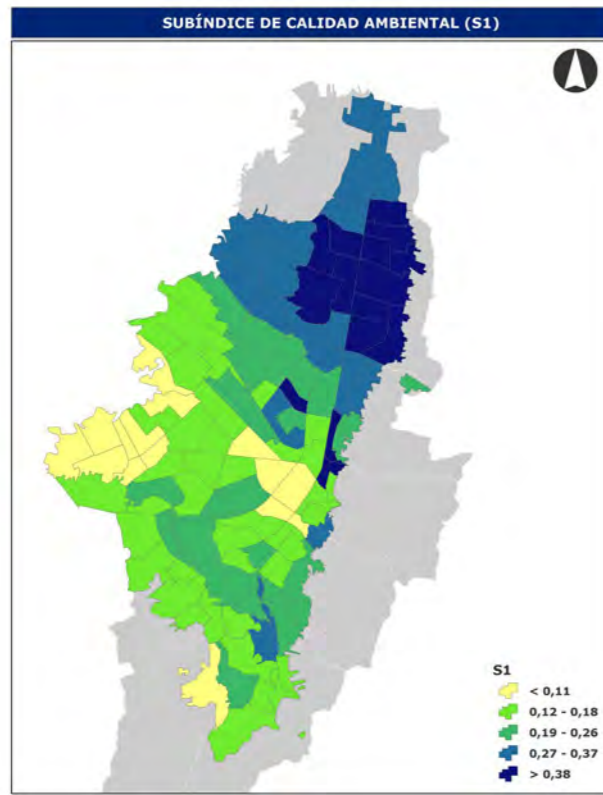 SUBÍNDICE DE CALIDAD AMBIENTAL (S1)
S1
< 0,11
0,12 - 0,18
0,19 - 0,26
0,27 - 0,37
> 0,38